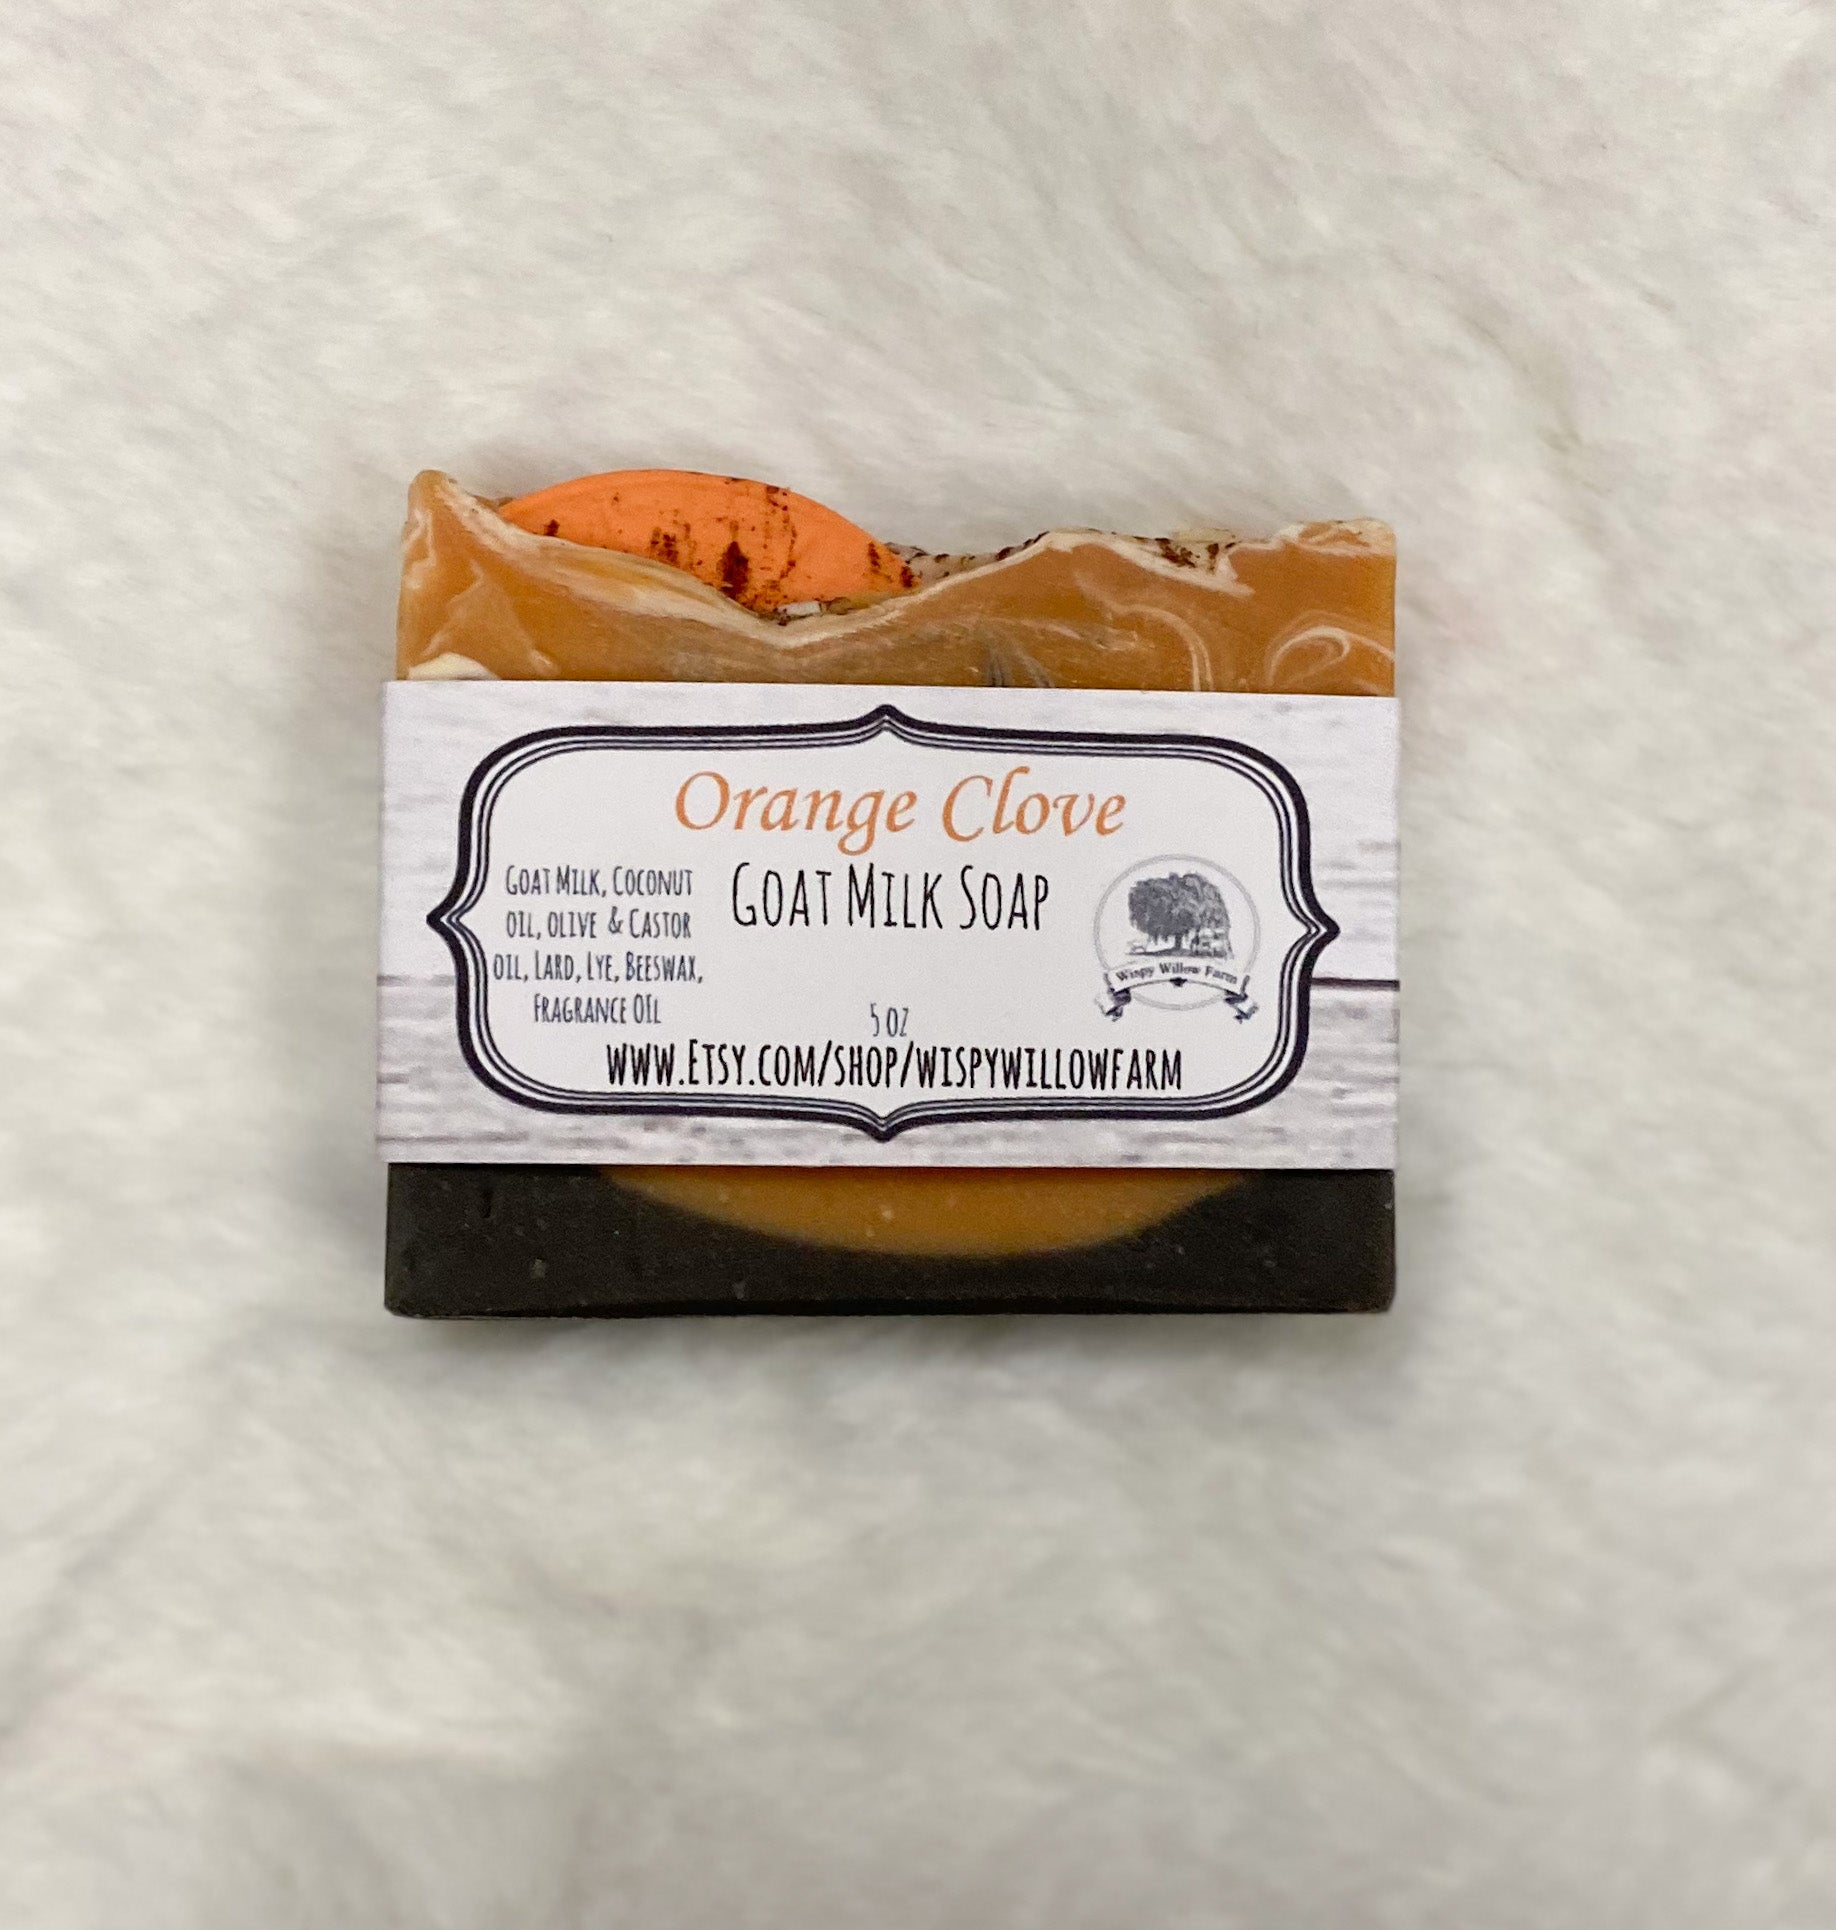 Orange Clove
Goat Milk Soap
Goat Milk, Coconut
oil, olive & Castor
oil, Lard, Lye, Beeswax,
Fragrance Oil
Wispy Willow Farm
5 oz
www.Etsy.com/shop/wispywillowfarm